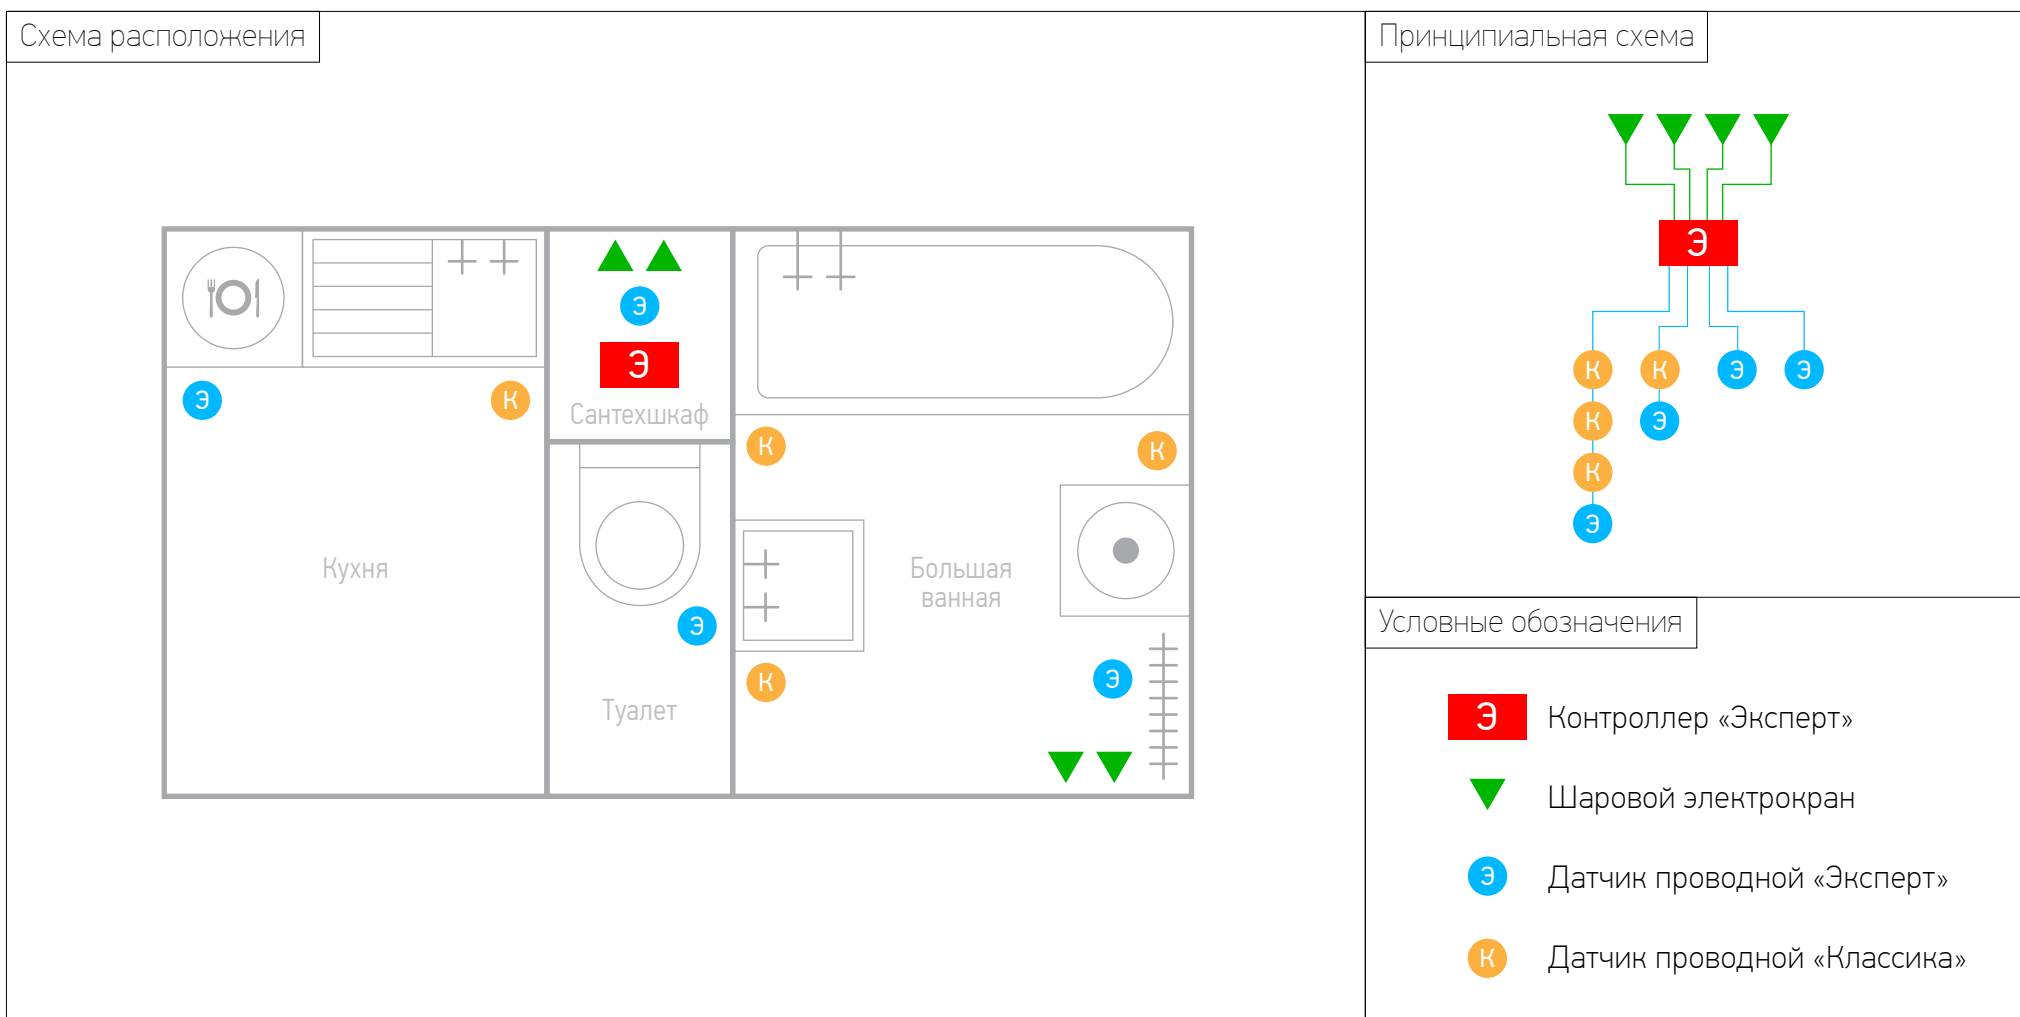 Схема расположения
Э
Э
Э
К
Сантехшкаф
К
К
Кухня
Большая
ванная
Э
К
Э
Туалет
Принципиальная схема
Э
К
К
Э
Э
К
Э
К
Э
Условные обозначения
Э Контроллер «Эксперт»
Шаровой электрокран
Э Датчик проводной «Эксперт»
К Датчик проводной «Классика»